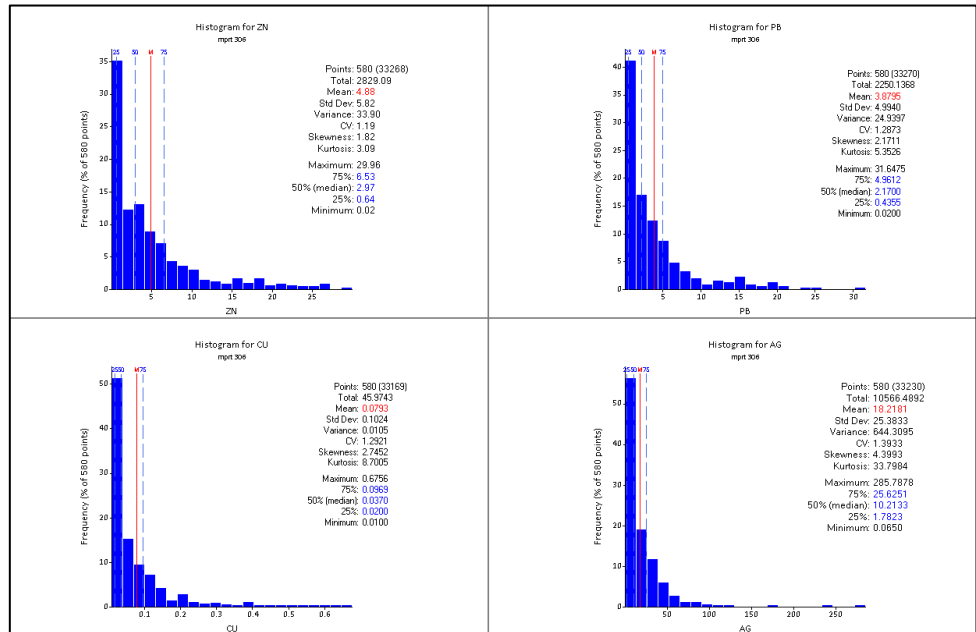 Histogram for ZN
mprt 306
25 50 M 75
Points: 580 (33268)
Total: 2829.09
Mean: 4.88
Std Dev: 5.82
Variance: 33.90
CV: 1.19
Skewness: 1.82
Kurtosis: 3.09
Maximum: 29.96
75%: 6.53
50% (median): 2.97
25%: 0.64
Minimum: 0.02
Frequency (% of 580 points)
35
30
25
20
15
10
5
0
5 10 15 20 25
ZN
Histogram for PB
mprt 306
25 50 M 75
Points: 580 (33270)
Total: 2250.1368
Mean: 3.8795
Std Dev: 4.9940
Variance: 24.9397
CV: 1.2873
Skewness: 2.1711
Kurtosis: 5.3526
Maximum: 31.6475
75%: 4.9612
50% (median): 2.1700
25%: 0.4355
Minimum: 0.0200
Frequency (% of 580 points)
40
35
30
25
20
15
10
5
0
5 10 15 20 25 30
PB
Histogram for CU
mprt 306
25 50 M 75
Points: 580 (33169)
Total: 45.9743
Mean: 0.0793
Std Dev: 0.1024
Variance: 0.0105
CV: 1.2921
Skewness: 2.7452
Kurtosis: 8.7005
Maximum: 0.6756
75%: 0.0969
50% (median): 0.0370
25%: 0.0200
Minimum: 0.0100
Frequency (% of 580 points)
50
40
30
20
10
0
0.1 0.2 0.3 0.4 0.5 0.6
CU
Histogram for AG
mprt 306
25 50 M 75
Points: 580 (33230)
Total: 10566.4892
Mean: 18.2181
Std Dev: 25.3833
Variance: 644.3095
CV: 1.3933
Skewness: 4.3993
Kurtosis: 33.7984
Maximum: 285.7878
75%: 25.6251
50% (median): 10.2133
25%: 1.7823
Minimum: 0.0650
Frequency (% of 580 points)
50
40
30
20
10
0
50 100 150 200 250
AG